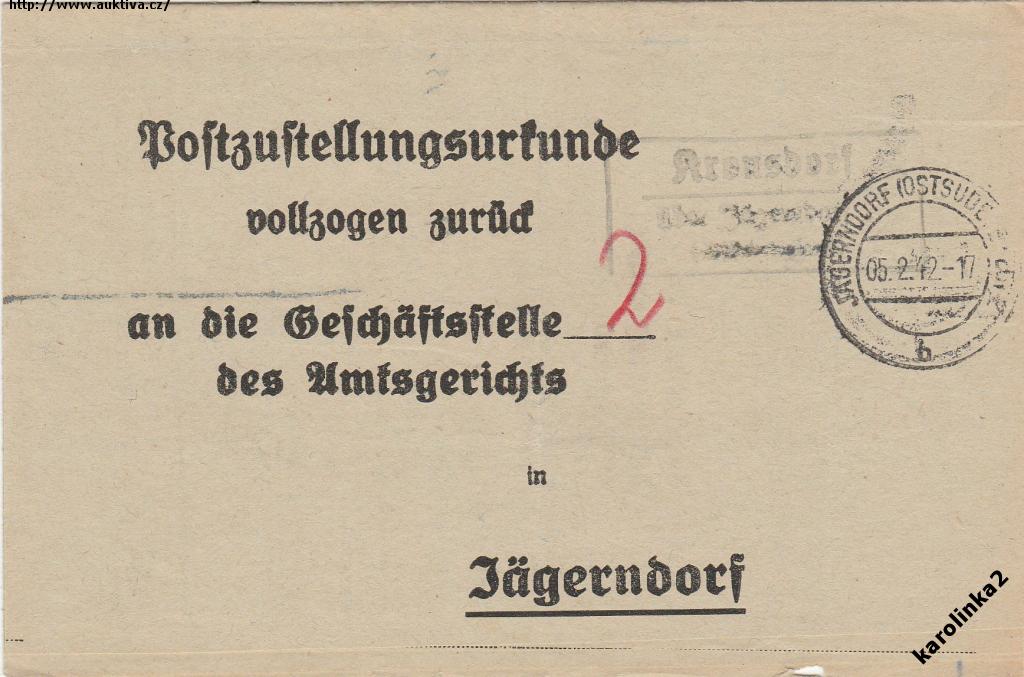 http://www.auktiva.cz/
Postzustellungsurkunde
vollzogen zurück
an die Geschäftsstelle 2
des Amtsgerichts
in
Jägerndorf
Kreusdorf
JÄGERNDORF (OSTSUDE
05.2.42-17
b
karolinka2